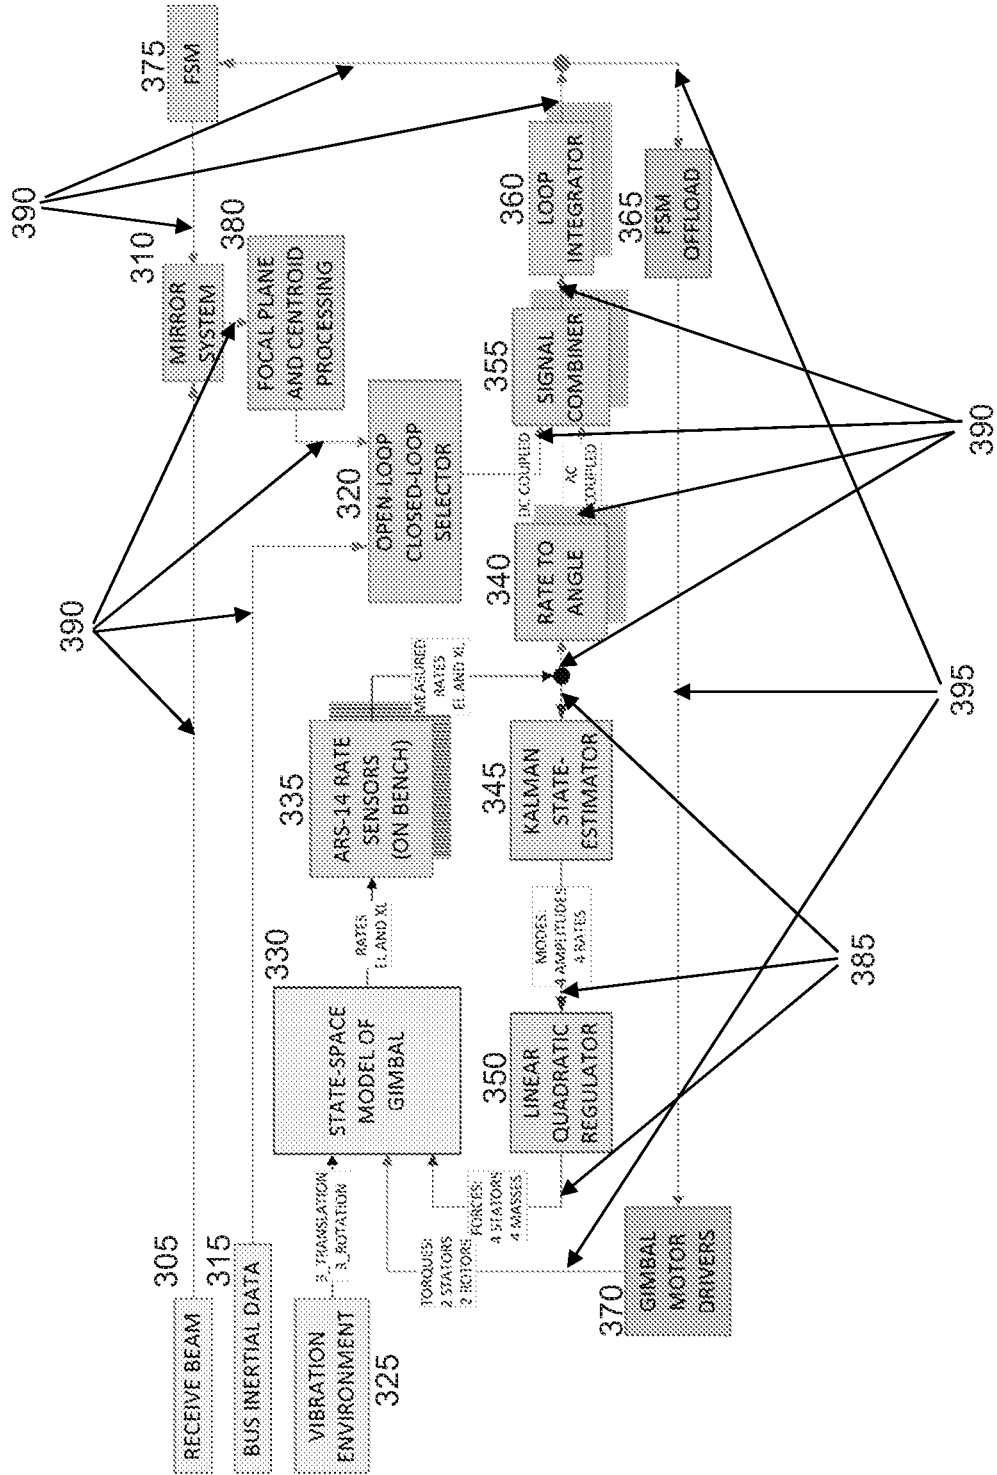 305
RECEIVE BEAM
310
MIRROR
SYSTEM
375
FSM
390
315
BUS INERTIAL DATA
380
FOCAL PLANE
AND CENTROID
PROCESSING
390
325
VIBRATION
ENVIRONMENT
3_TRANSLATION
3_ROTATION
330
STATE-SPACE
MODEL OF
GIMBAL
RATES
EL AND XL
335
ARS-14 RATE
SENSORS
(ON BENCH)
MEASURED
RATES
EL AND XL
320
OPEN-LOOP
CLOSED-LOOP
SELECTOR
TORQUES:
2 STATORS
2 ROTORS
FORCES:
4 STATORS
4 MASSES
350
LINEAR
QUADRATIC
REGULATOR
MODES:
4 AMPLITUDES
4 RATES
345
KALMAN
STATE-
ESTIMATOR
340
RATE TO
ANGLE
DC COUPLED
AC
COUPLED
355
SIGNAL
COMBINER
360
LOOP
INTEGRATOR
370
GIMBAL
MOTOR
DRIVERS
365
FSM
OFFLOAD
385
395
390